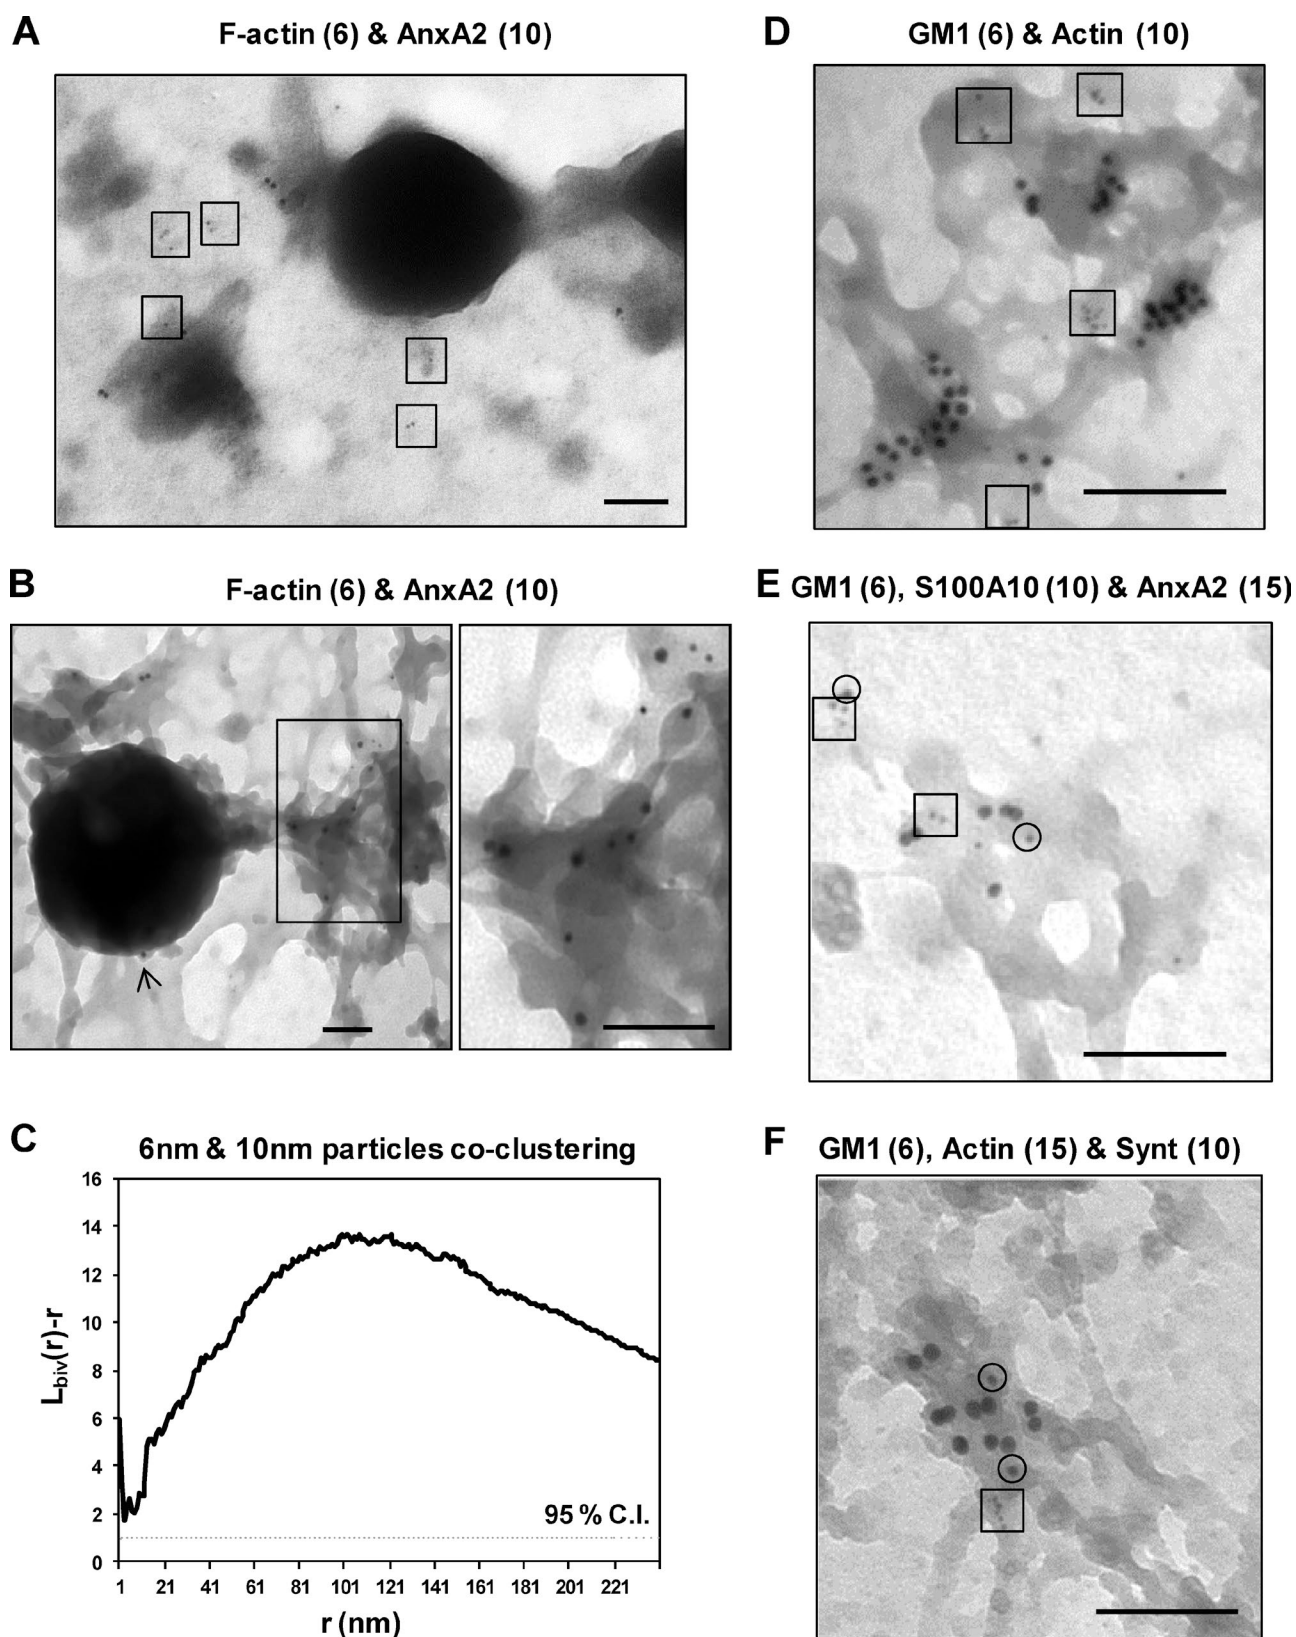 A
F-actin (6) & AnxA2 (10)
B
F-actin (6) & AnxA2 (10)
C
6nm & 10nm particles co-clustering
16
14
12
10
8
6
4
2
0
Lbiv(r)-r
95 % C.I.
1 21 41 61 81 101 121 141 161 181 201 221
r (nm)
D
GM1 (6) & Actin (10)
E
GM1 (6), S100A10 (10) & AnxA2 (15)
F
GM1 (6), Actin (15) & Synt (10)